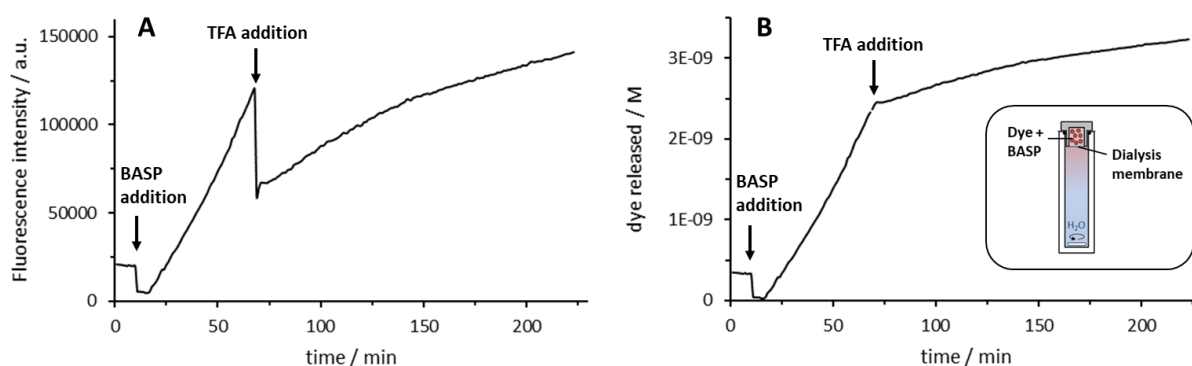 A
TFA addition
BASP
addition
Fluorescence intensity / a.u.
150000
100000
50000
0
0
50
100
150
200
time / min
B
TFA addition
BASP
addition
dye released / M
3E-09
2E-09
1E-09
0
0
50
100
150
200
time / min
Dye +
BASP
Dialysis
membrane
H₂O